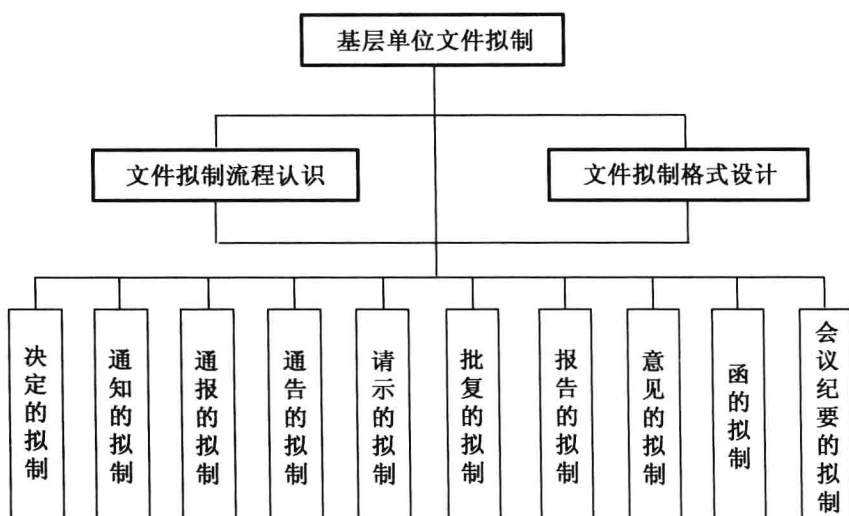 基层单位文件拟制
文件拟制流程认识
文件拟制格式设计
决定的拟制
通知的拟制
通报的拟制
通告的拟制
请示的拟制
批复的拟制
报告的拟制
意见的拟制
函的拟制
会议纪要的拟制